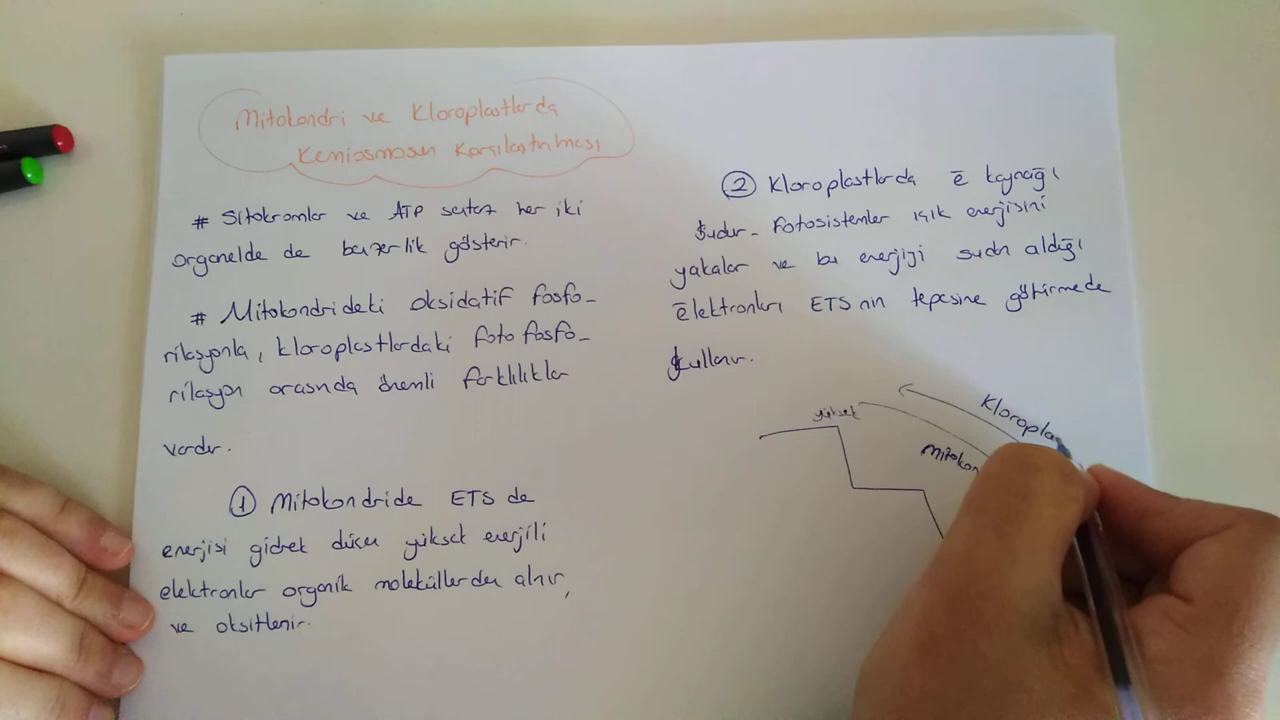 Mitokondri ve Kloroplastlarda
Kemiosmosun Karşılaştırılması
# Sitokromlar ve ATP sentaz her iki
organelde de benzerlik gösterir.
# Mitokondrideki oksidatif fosfo-
rilasyonla, kloroplastlardaki fotofosfo-
rilasyon arasında önemli farklılıklar
vardır.
① Mitokondride ETS de
enerjisi giderek düşen yüksek enerjili
elektronlar organik moleküllerden alınır,
ve oksitlenir.
② Kloroplastlarda ē kaynağı
sudur. Fotosistemler ışık enerjisini
yakalar ve bu enerjiyi sudan aldığı
ēlektronları ETS nin tepesine götürmede
kullanır.
yüksek
Kloropla
mitokon